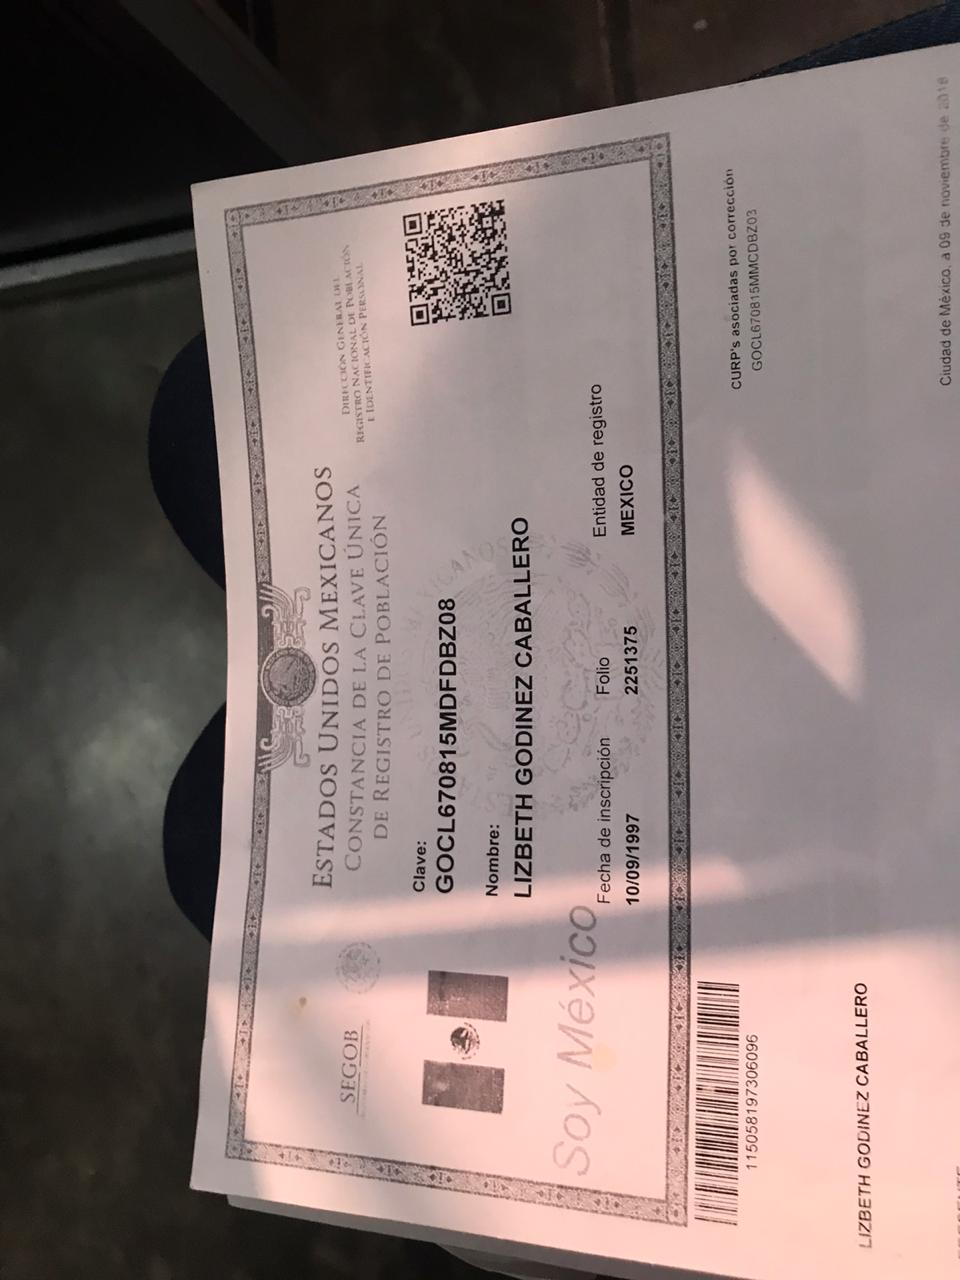 SEGOB
ESTADOS UNIDOS MEXICANOS
CONSTANCIA DE LA CLAVE ÚNICA
DE REGISTRO DE POBLACIÓN
DIRECCIÓN GENERAL DEL
REGISTRO NACIONAL DE POBLACIÓN
E IDENTIFICACIÓN PERSONAL
Clave:
GOCL670815MDFDBZ08
Nombre:
LIZBETH GODINEZ CABALLERO
Soy México
Fecha de inscripción Folio Entidad de registro
10/09/1997 2251375 MEXICO
115058197306096
CURP's asociadas por corrección
GOCL670815MMCDBZ03
LIZBETH GODINEZ CABALLERO
Ciudad de México, a 09 de noviembre de 2018